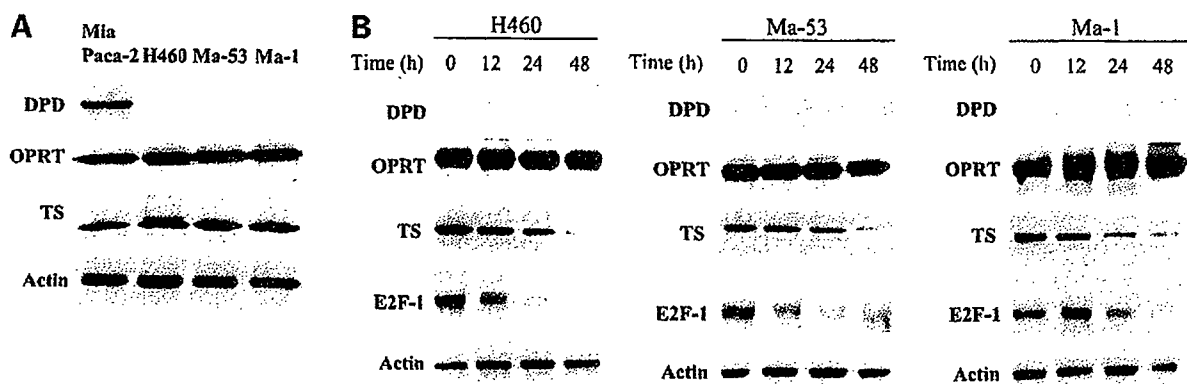 A
Mia
Paca-2 H460 Ma-53 Ma-1
DPD
OPRT
TS
Actin
B
H460
Time (h) 0 12 24 48
DPD
OPRT
TS
E2F-1
Actin
Ma-53
Time (h) 0 12 24 48
DPD
OPRT
TS
E2F-1
Actin
Ma-1
Time (h) 0 12 24 48
DPD
OPRT
TS
E2F-1
Actin